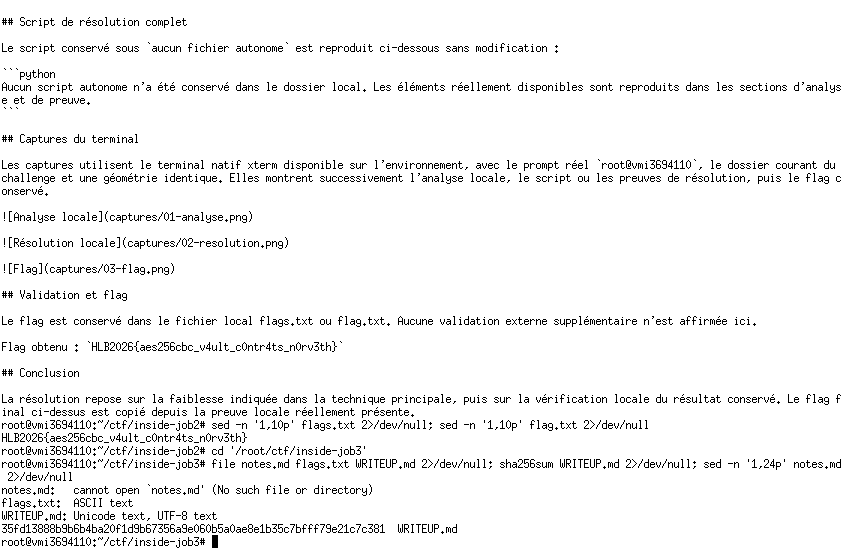 ## Script de résolution complet
Le script conservé sous `aucun fichier autonome` est reproduit ci-dessous sans modification :
```python
Aucun script autonome n'a été conservé dans le dossier local. Les éléments réellement disponibles sont reproduits dans les sections d'analys
e et de preuve.
```
## Captures du terminal
Les captures utilisent le terminal natif xterm disponible sur l'environnement, avec le prompt réel `root@vmi3694110`, le dossier courant du
challenge et une géométrie identique. Elles montrent successivement l'analyse locale, le script ou les preuves de résolution, puis le flag c
onservé.
![Analyse locale](captures/01-analyse.png)
![Résolution locale](captures/02-resolution.png)
![Flag](captures/03-flag.png)
## Validation et flag
Le flag est conservé dans le fichier local flags.txt ou flag.txt. Aucune validation externe supplémentaire n'est affirmée ici.
Flag obtenu : `HLB2026{aes256cbc_v4ult_c0ntr4ts_n0rv3th}`
## Conclusion
La résolution repose sur la faiblesse indiquée dans la technique principale, puis sur la vérification locale du résultat conservé. Le flag f
inal ci-dessus est copié depuis la preuve locale réellement présente.
root@vmi3694110:~/ctf/inside-job2# sed -n '1,10p' flags.txt 2>/dev/null; sed -n '1,10p' flag.txt 2>/dev/null
HLB2026{aes256cbc_v4ult_c0ntr4ts_n0rv3th}
root@vmi3694110:~/ctf/inside-job2# cd '/root/ctf/inside-job3'
root@vmi3694110:~/ctf/inside-job3# file notes.md flags.txt WRITEUP.md 2>/dev/null; sha256sum WRITEUP.md 2>/dev/null; sed -n '1,24p' notes.md
2>/dev/null
notes.md: cannot open `notes.md' (No such file or directory)
flags.txt: ASCII text
WRITEUP.md: Unicode text, UTF-8 text
35fd13888b9b6b4ba20f1d9b67356a9e060b5a0ae8e1b35c7bfff79e21c7c381 WRITEUP.md
root@vmi3694110:~/ctf/inside-job3#